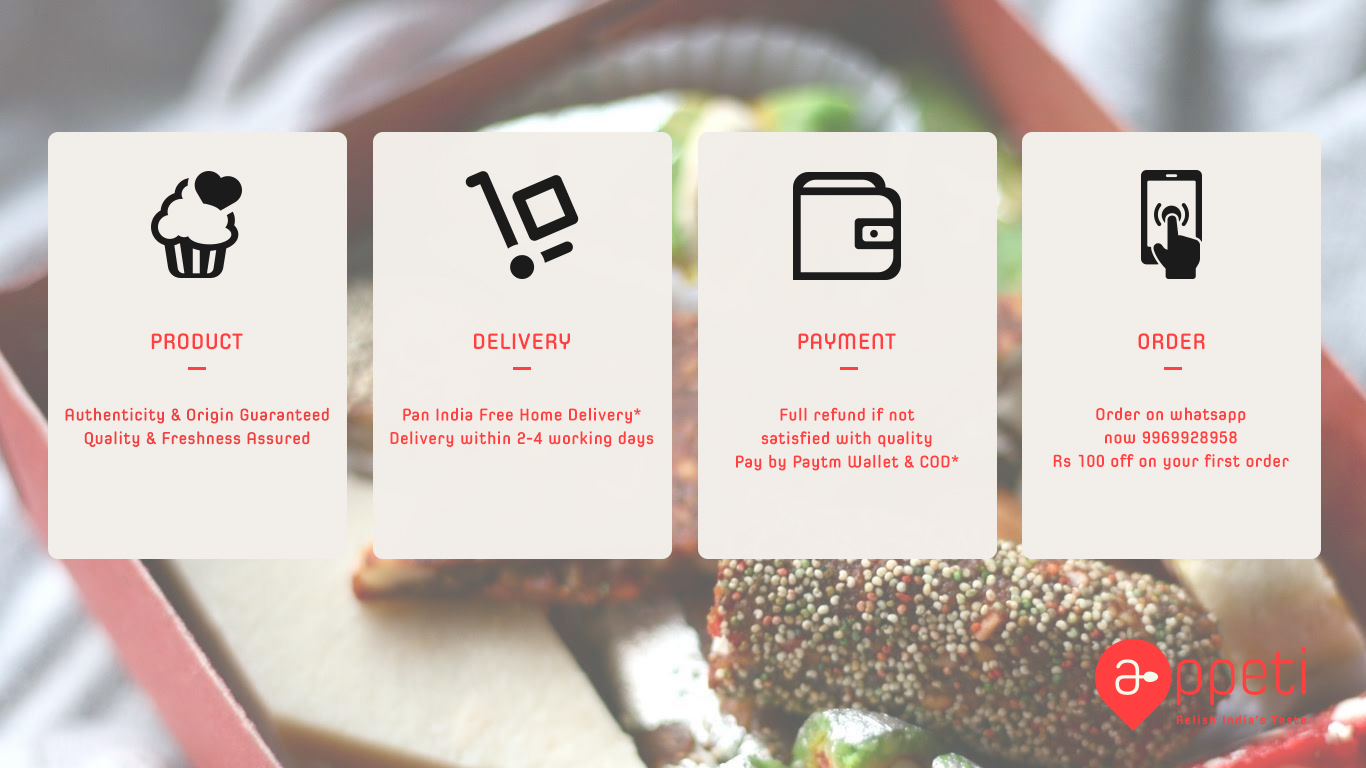 PRODUCT
Authenticity & Origin Guaranteed
Quality & Freshness Assured
DELIVERY
Pan India Free Home Delivery*
Delivery within 2-4 working days
PAYMENT
Full refund if not
satisfied with quality
Pay by Paytm Wallet & COD*
ORDER
Order on whatsapp
now 9969928958
Rs 100 off on your first order
appeti
Relish India's Taste